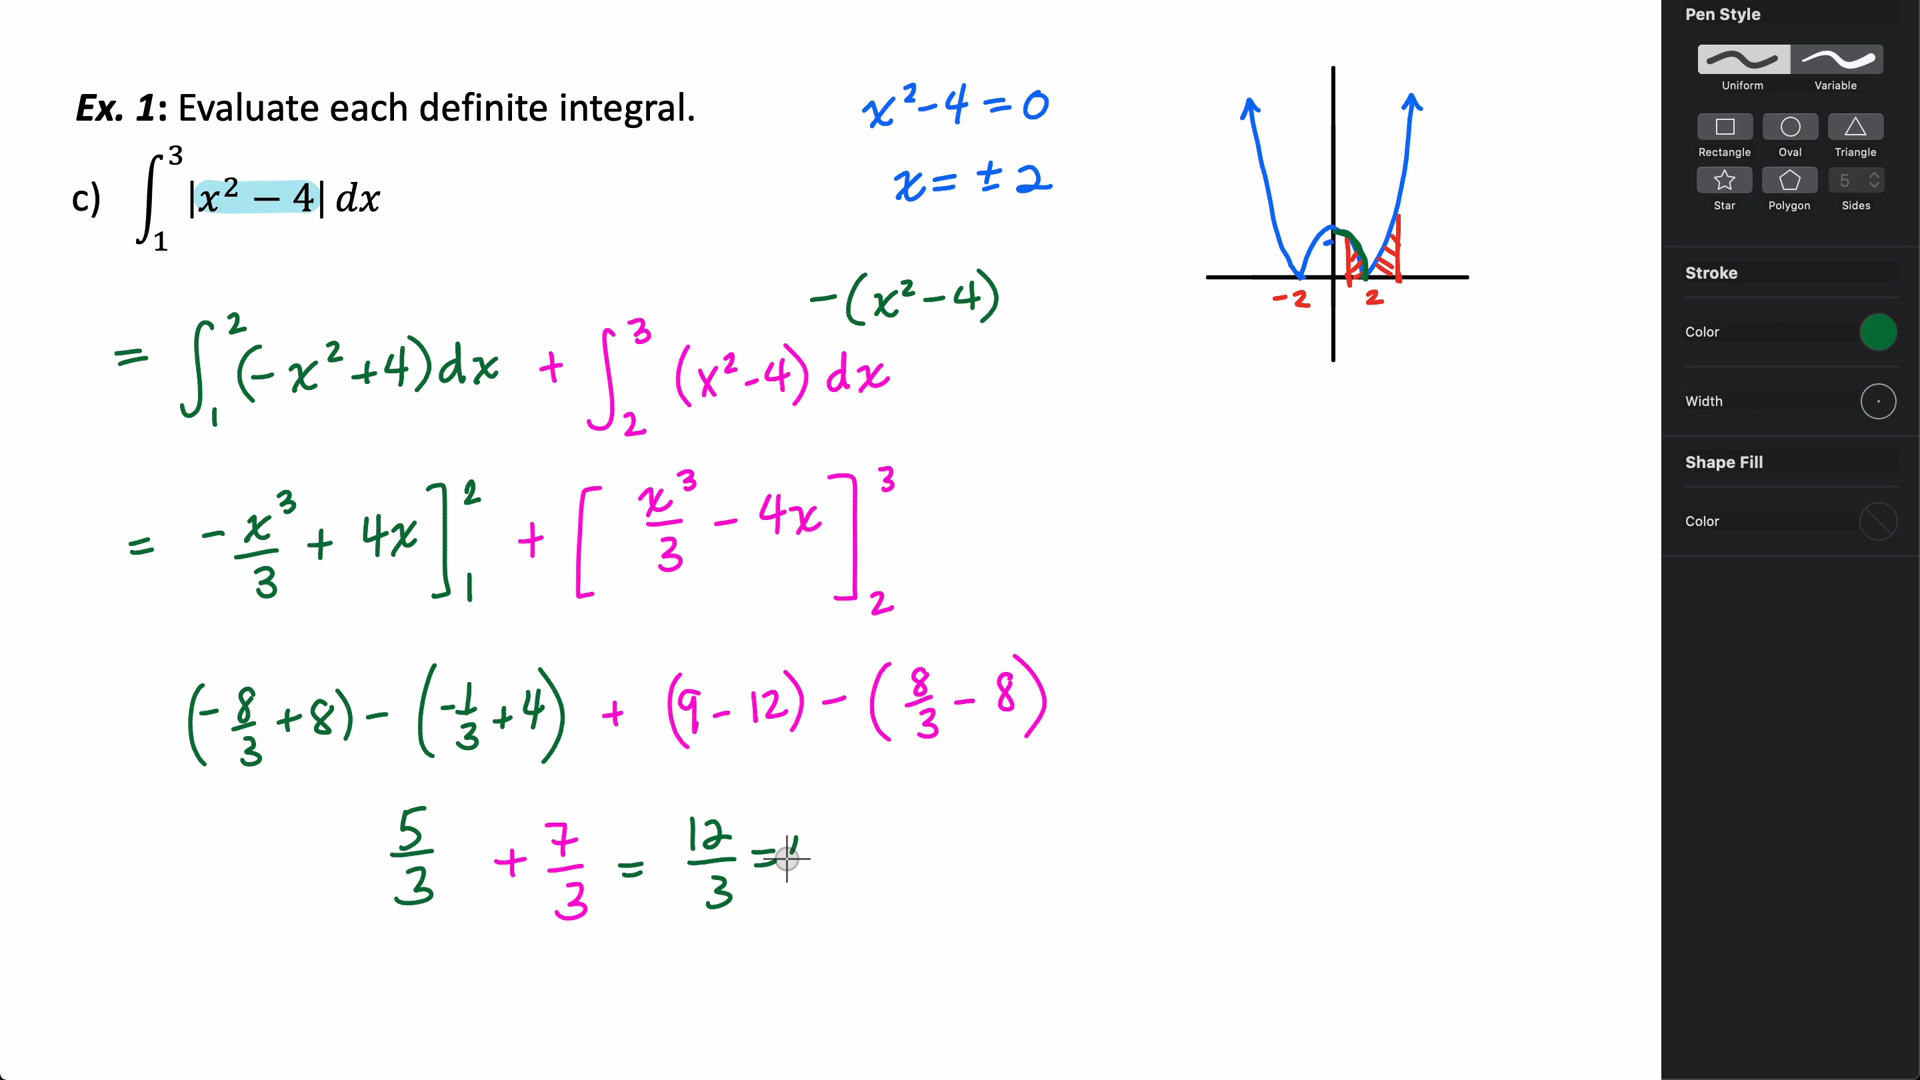 Ex. 1: Evaluate each definite integral.
c) ∫₁³ |x² − 4| dx
x² - 4 = 0
x = ± 2
-2 2
-(x² - 4)
= ∫₁² (-x² + 4) dx + ∫₂³ (x² - 4) dx
= -x³/3 + 4x]₁² + [x³/3 - 4x]₂³
(-8/3 + 8) - (-1/3 + 4) + (9 - 12) - (8/3 - 8)
5/3 + 7/3 = 12/3 =
Pen Style
Uniform Variable
Rectangle Oval Triangle
5
Star Polygon Sides
Stroke
Color
Width
Shape Fill
Color